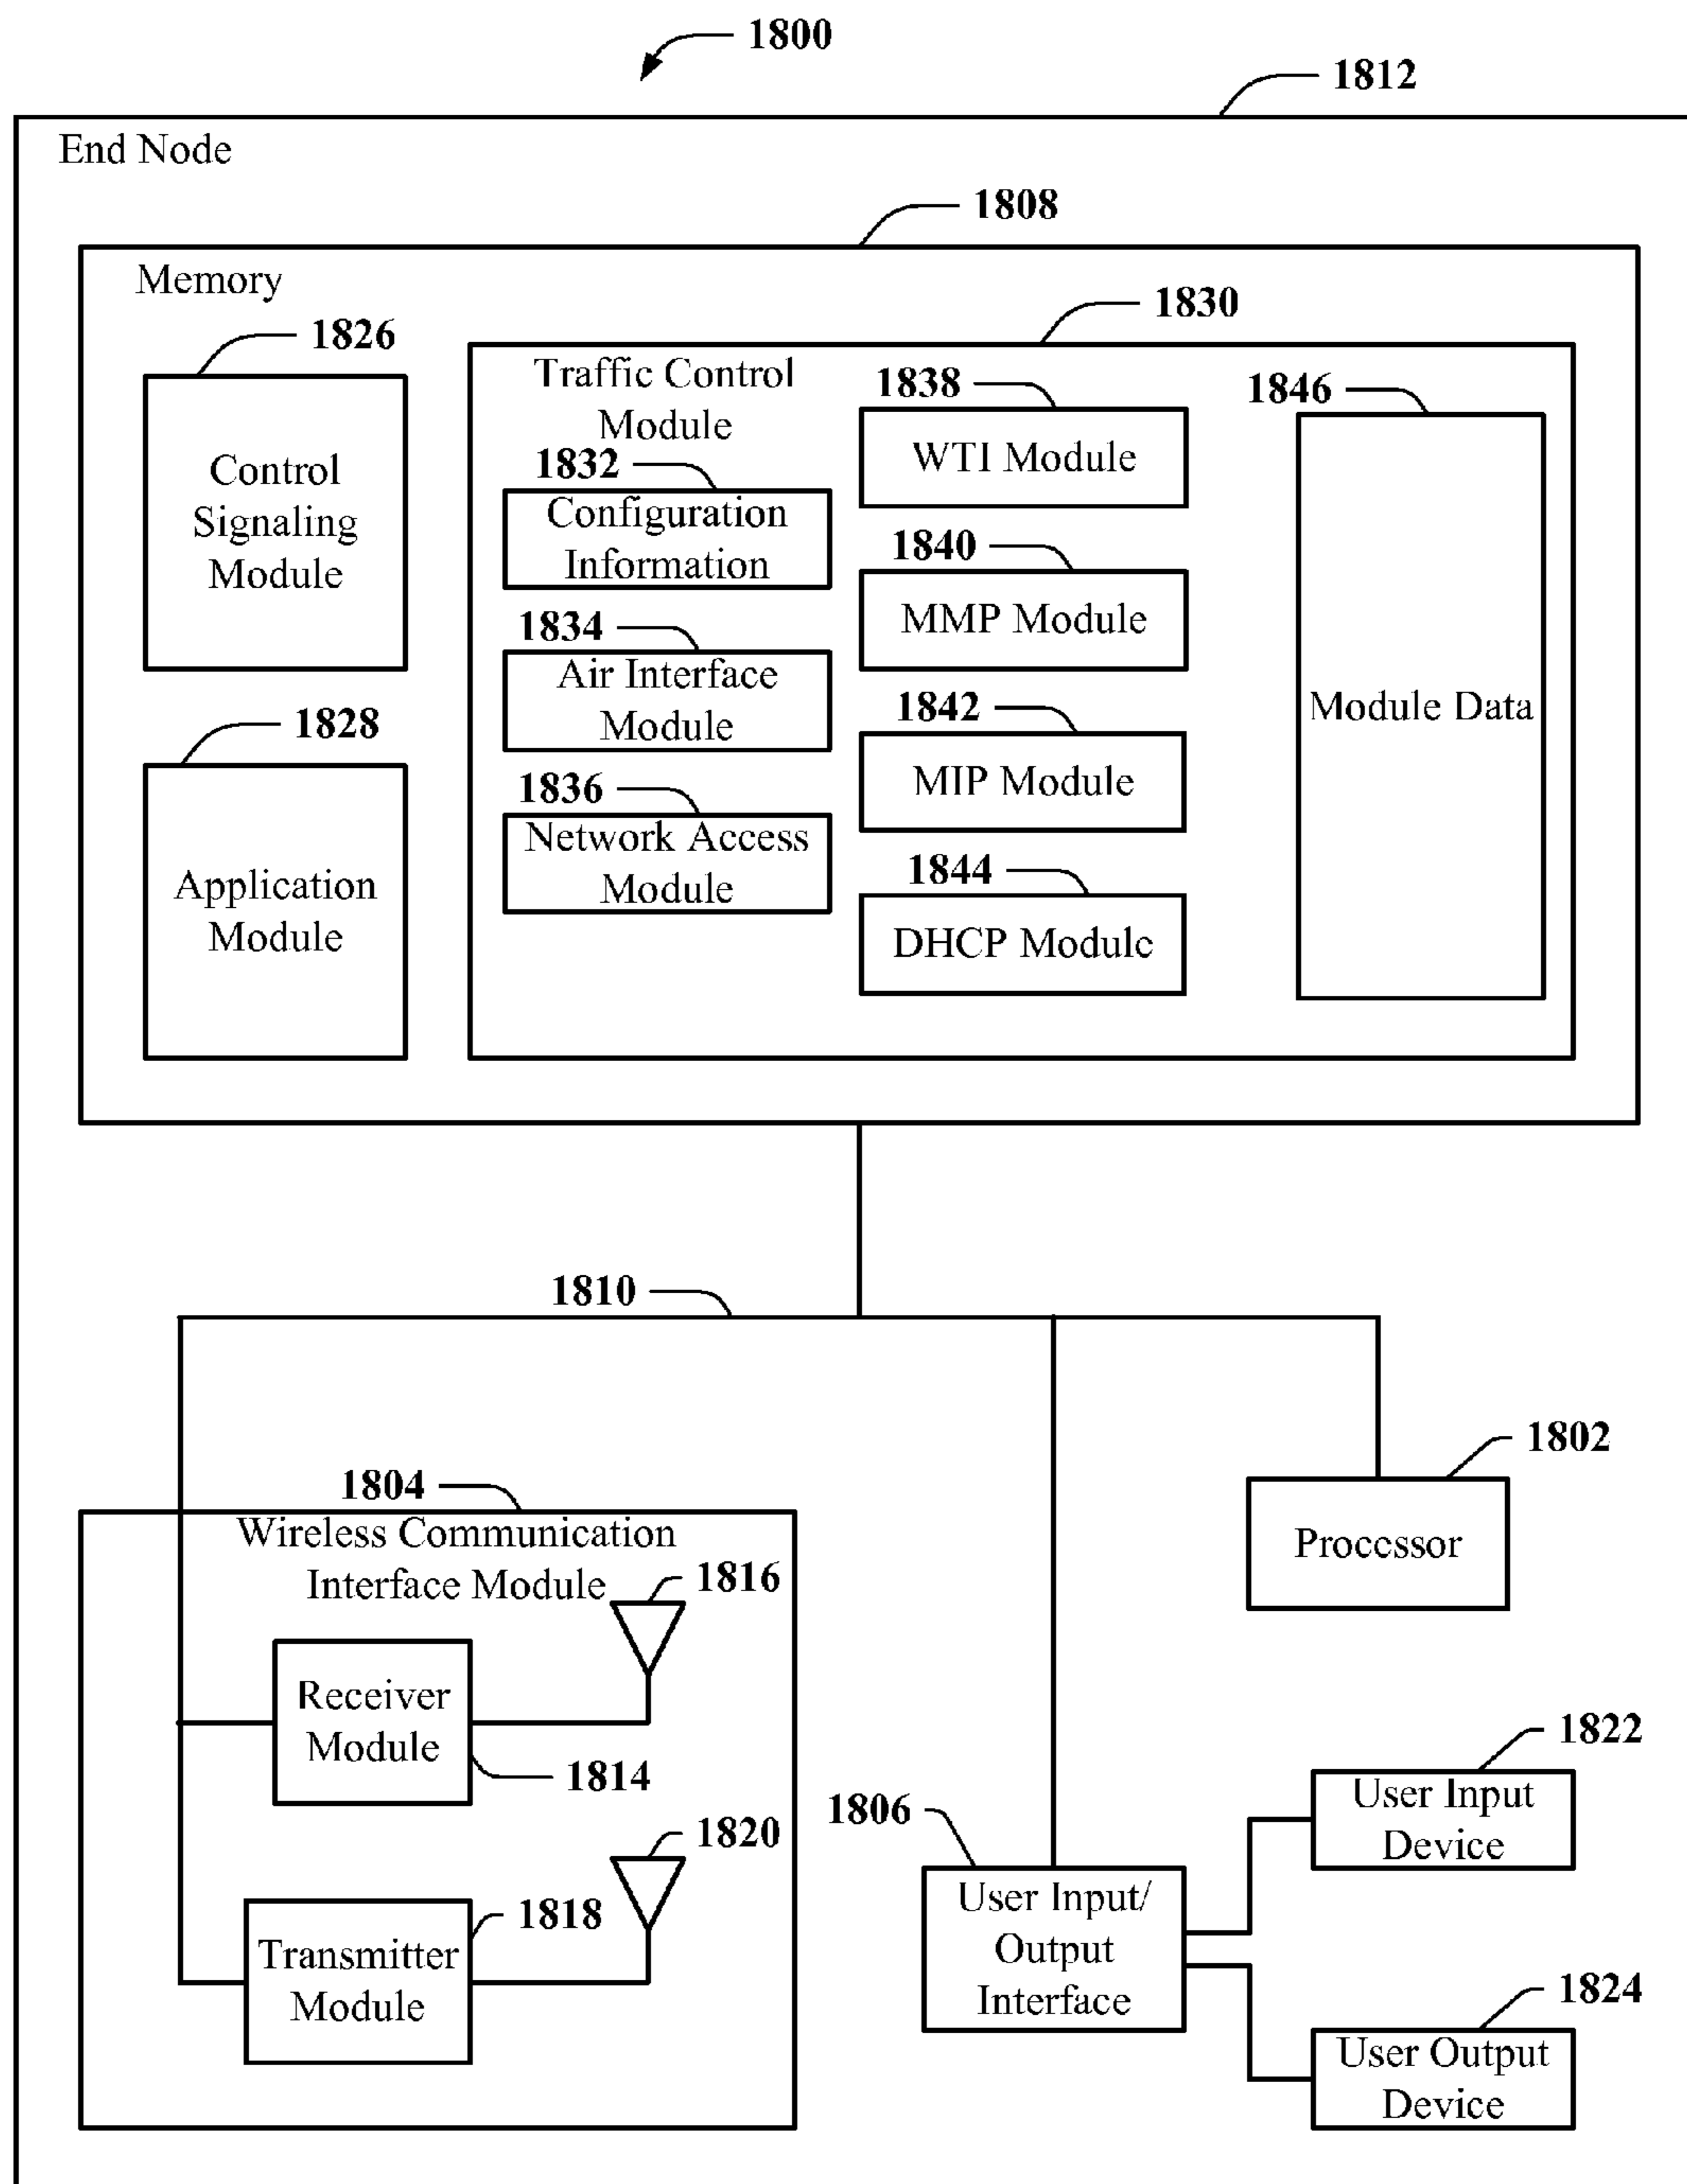 1800
1812
End Node
1808
Memory
1826
Control
Signaling
Module
1828
Application
Module
1830
Traffic Control
Module
1832
Configuration
Information
1834
Air Interface
Module
1836
Network Access
Module
1838
WTI Module
1840
MMP Module
1842
MIP Module
1844
DHCP Module
1846
Module Data
1810
1802
Processor
1804
Wireless Communication
Interface Module
1816
Receiver
Module
1814
1820
1818
Transmitter
Module
1806
User Input/
Output
Interface
1822
User Input
Device
1824
User Output
Device